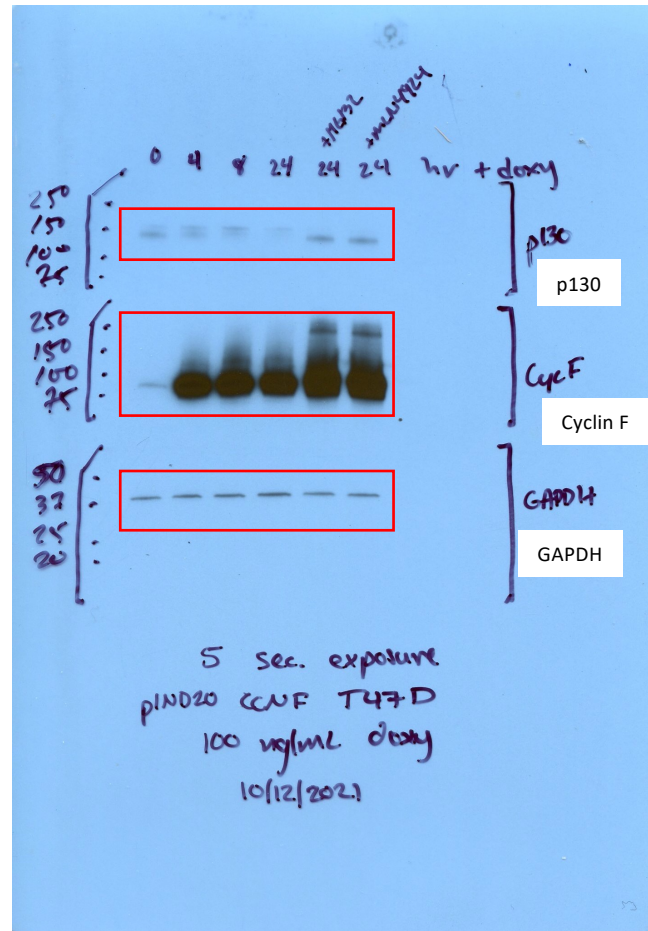 +MG132 +MLN4924
0 4 8 24 24 24 hr + doxy
250
150
100
75
p130
p130
250
150
100
75
CycF
Cyclin F
50
37
25
20
GAPDH
GAPDH
5 sec. exposure
pIND20 CCNF T47D
100 ng/mL doxy
10/12/2021